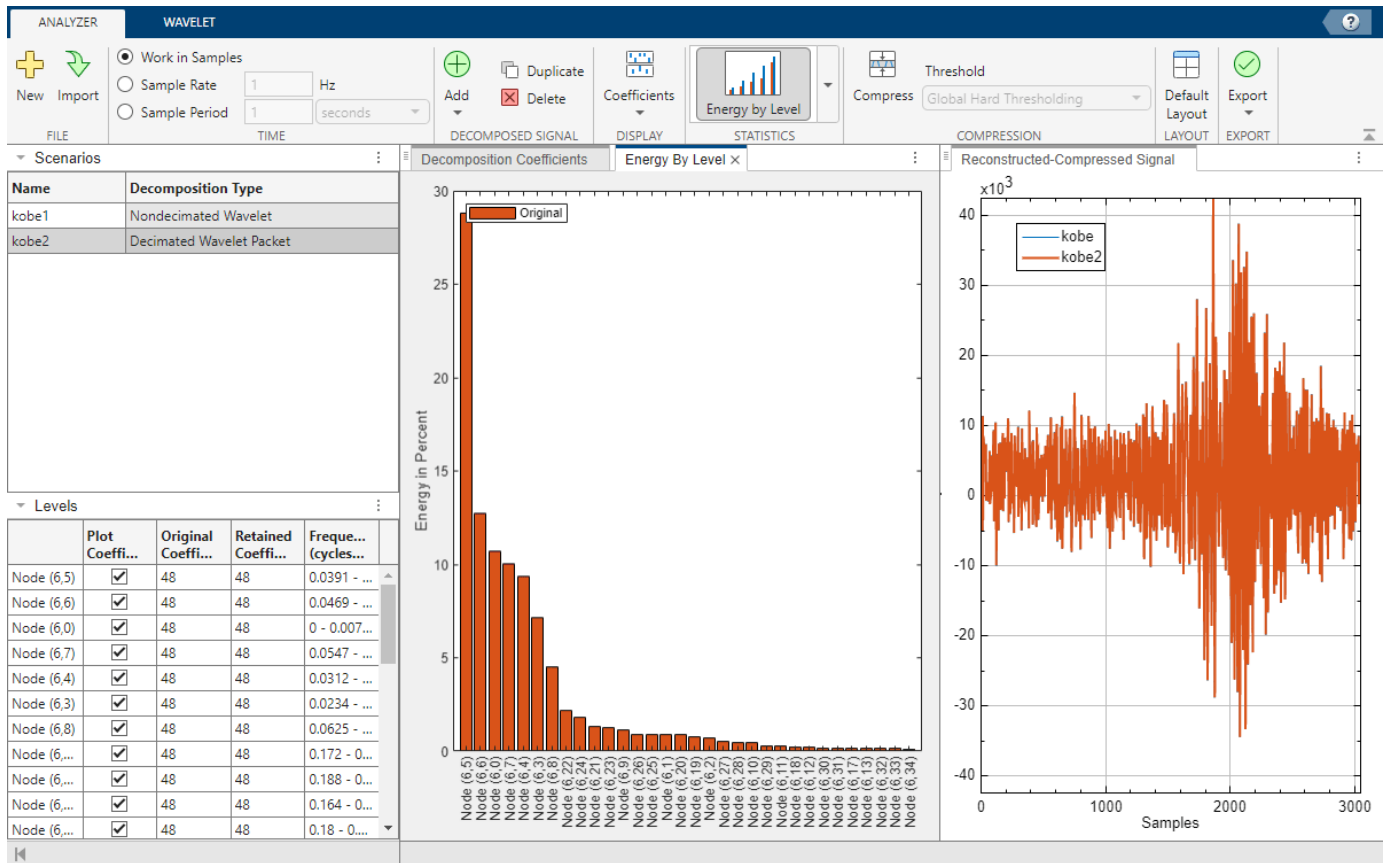 ANALYZER
WAVELET
?
New
Import
Work in Samples
Sample Rate
1
Hz
Sample Period
1
seconds
Add
Duplicate
Delete
Coefficients
Energy by Level
Compress
Threshold
Global Hard Thresholding
Default
Layout
Export
FILE
TIME
DECOMPOSED SIGNAL
DISPLAY
STATISTICS
COMPRESSION
LAYOUT
EXPORT
Scenarios
Name
Decomposition Type
kobe1
Nondecimated Wavelet
kobe2
Decimated Wavelet Packet
Levels
Plot
Coeffi...
Original
Coeffi...
Retained
Coeffi...
Freque...
(cycles...
Node (6,5) 48 48 0.0391 - ...
Node (6,6) 48 48 0.0469 - ...
Node (6,0) 48 48 0 - 0.007...
Node (6,7) 48 48 0.0547 - ...
Node (6,4) 48 48 0.0312 - ...
Node (6,3) 48 48 0.0234 - ...
Node (6,8) 48 48 0.0625 - ...
Node (6,... 48 48 0.172 - 0...
Node (6,... 48 48 0.188 - 0...
Node (6,... 48 48 0.164 - 0...
Node (6,... 48 48 0.18 - 0....
Decomposition Coefficients
Energy By Level
Original
Energy in Percent
30
25
20
15
10
5
0
Node (6,5)
Node (6,6)
Node (6,0)
Node (6,7)
Node (6,4)
Node (6,3)
Node (6,8)
Node (6,22)
Node (6,24)
Node (6,21)
Node (6,23)
Node (6,9)
Node (6,26)
Node (6,25)
Node (6,1)
Node (6,20)
Node (6,19)
Node (6,2)
Node (6,27)
Node (6,28)
Node (6,10)
Node (6,29)
Node (6,11)
Node (6,18)
Node (6,12)
Node (6,30)
Node (6,31)
Node (6,17)
Node (6,13)
Node (6,32)
Node (6,33)
Node (6,34)
Reconstructed-Compressed Signal
x10³
kobe
kobe2
40
30
20
10
0
-10
-20
-30
-40
0
1000
2000
3000
Samples